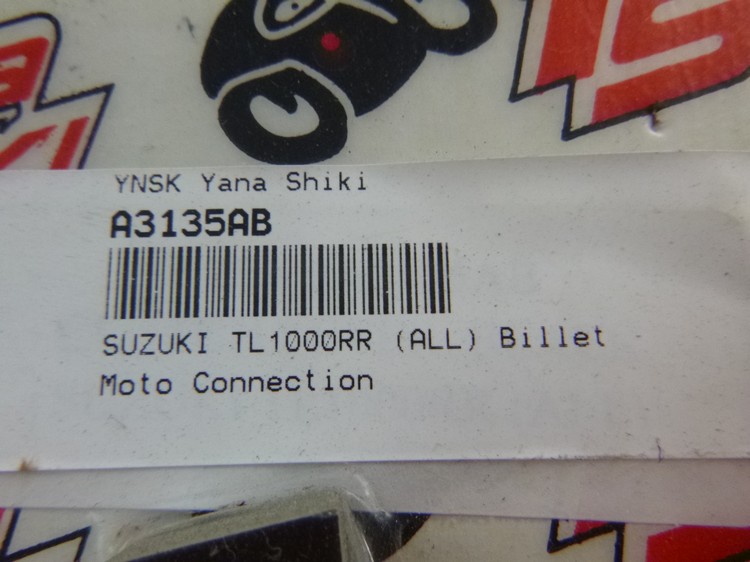 YNSK Yana Shiki
A3135AB
SUZUKI TL1000RR (ALL) Billet
Moto Connection